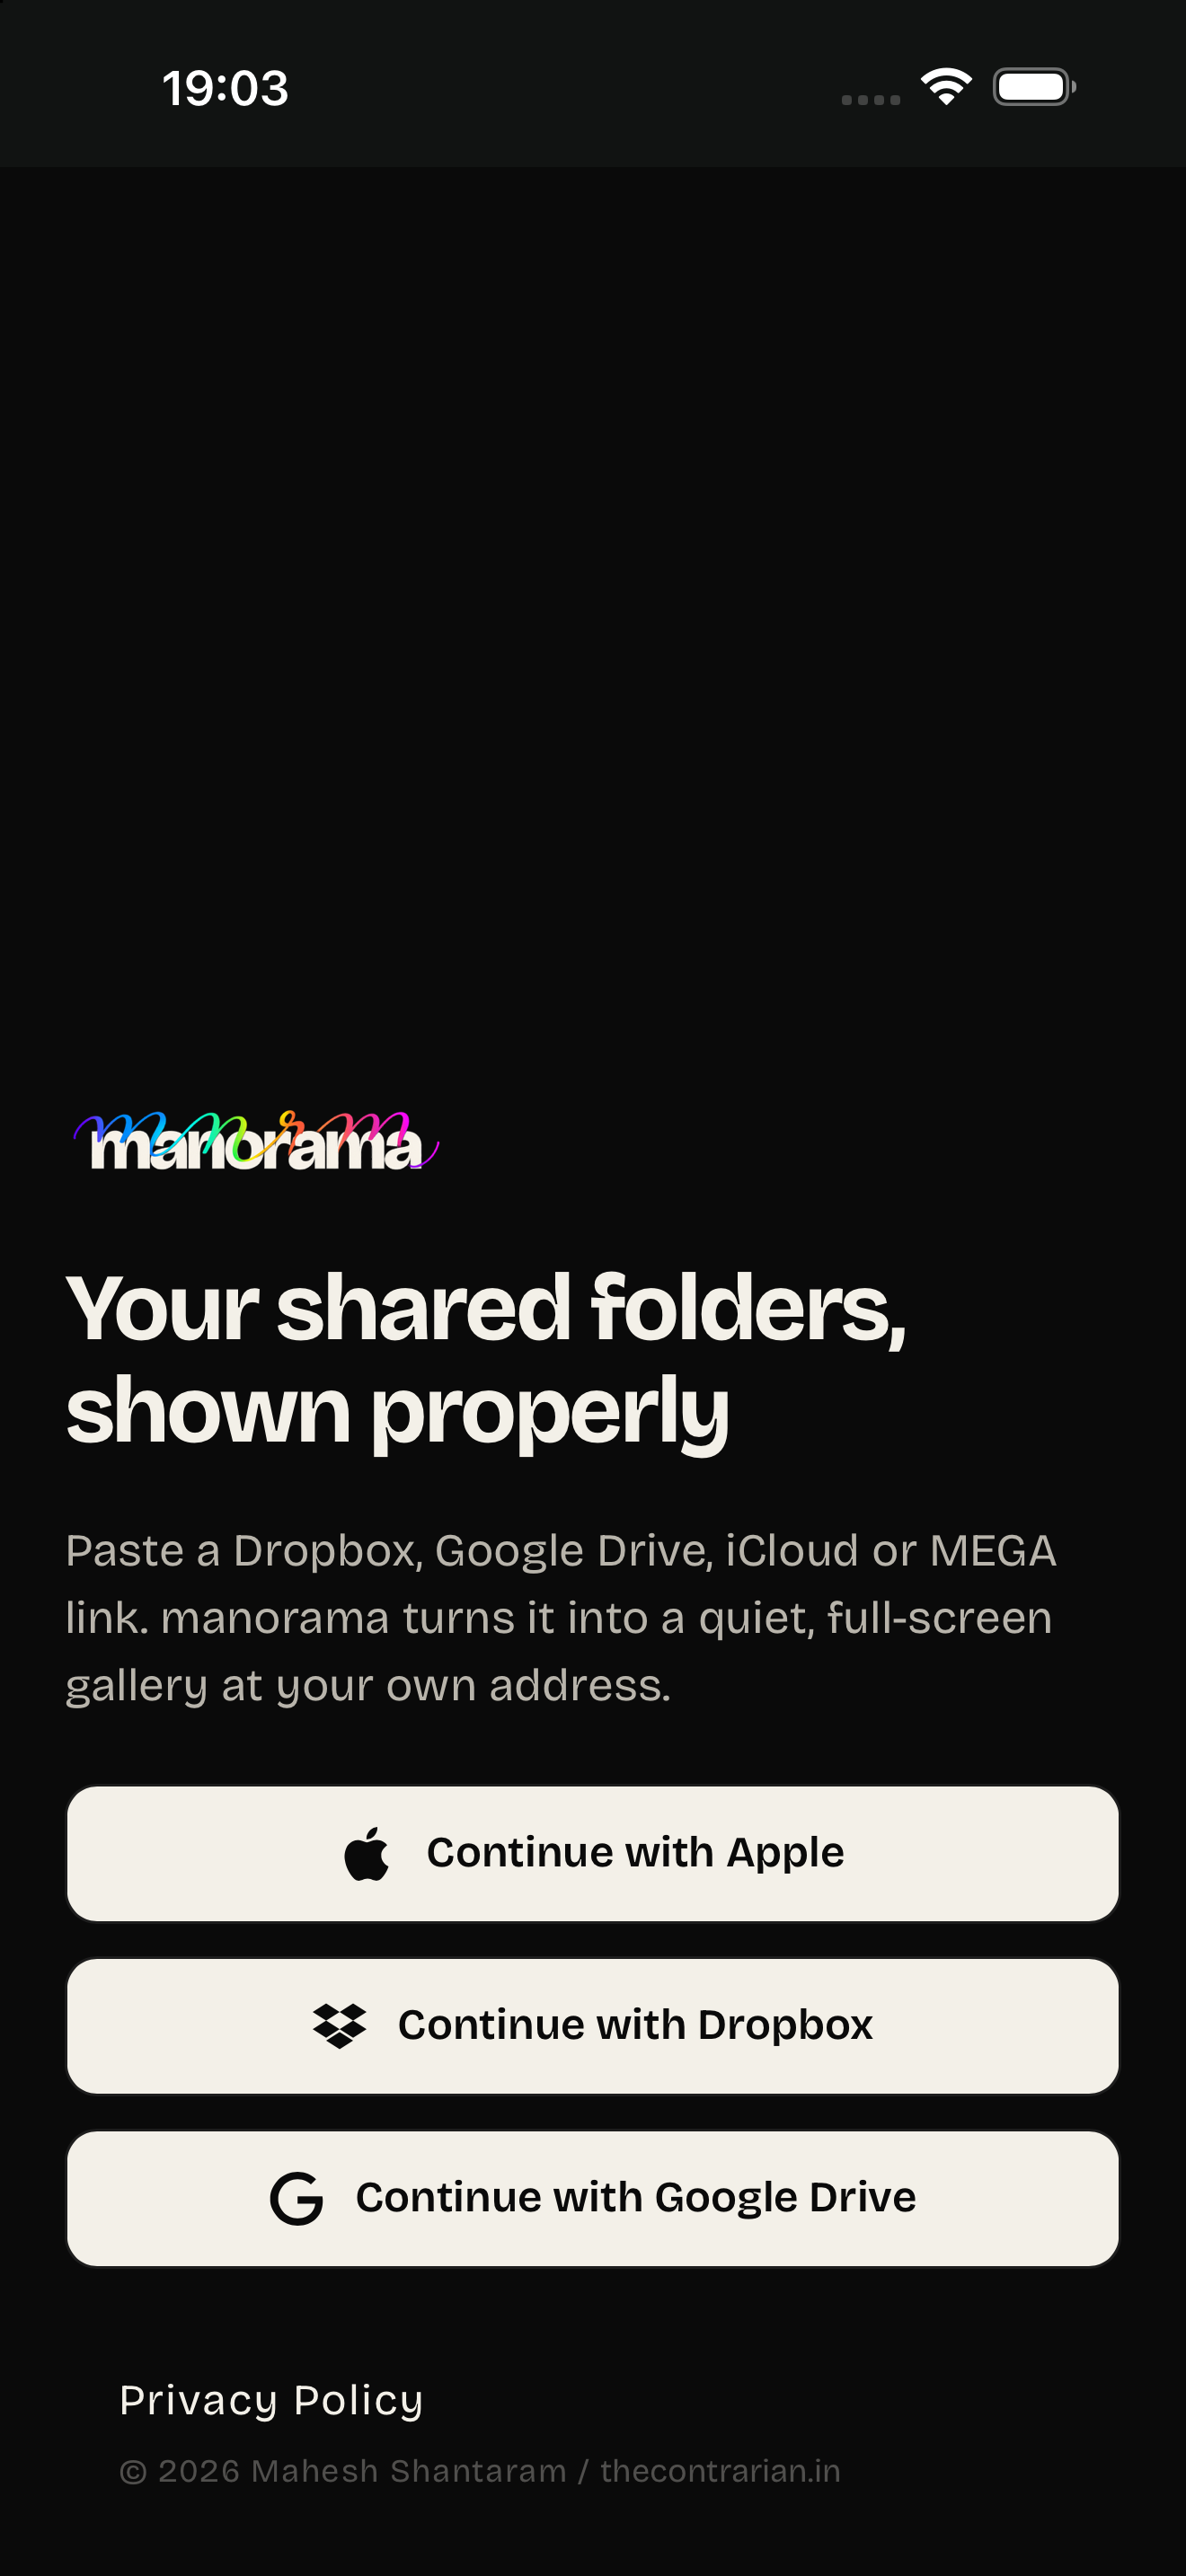 19:03
manorama
Your shared folders,
shown properly
Paste a Dropbox, Google Drive, iCloud or MEGA
link. manorama turns it into a quiet, full-screen
gallery at your own address.
Continue with Apple
Continue with Dropbox
G Continue with Google Drive
Privacy Policy
© 2026 Mahesh Shantaram / thecontrarian.in